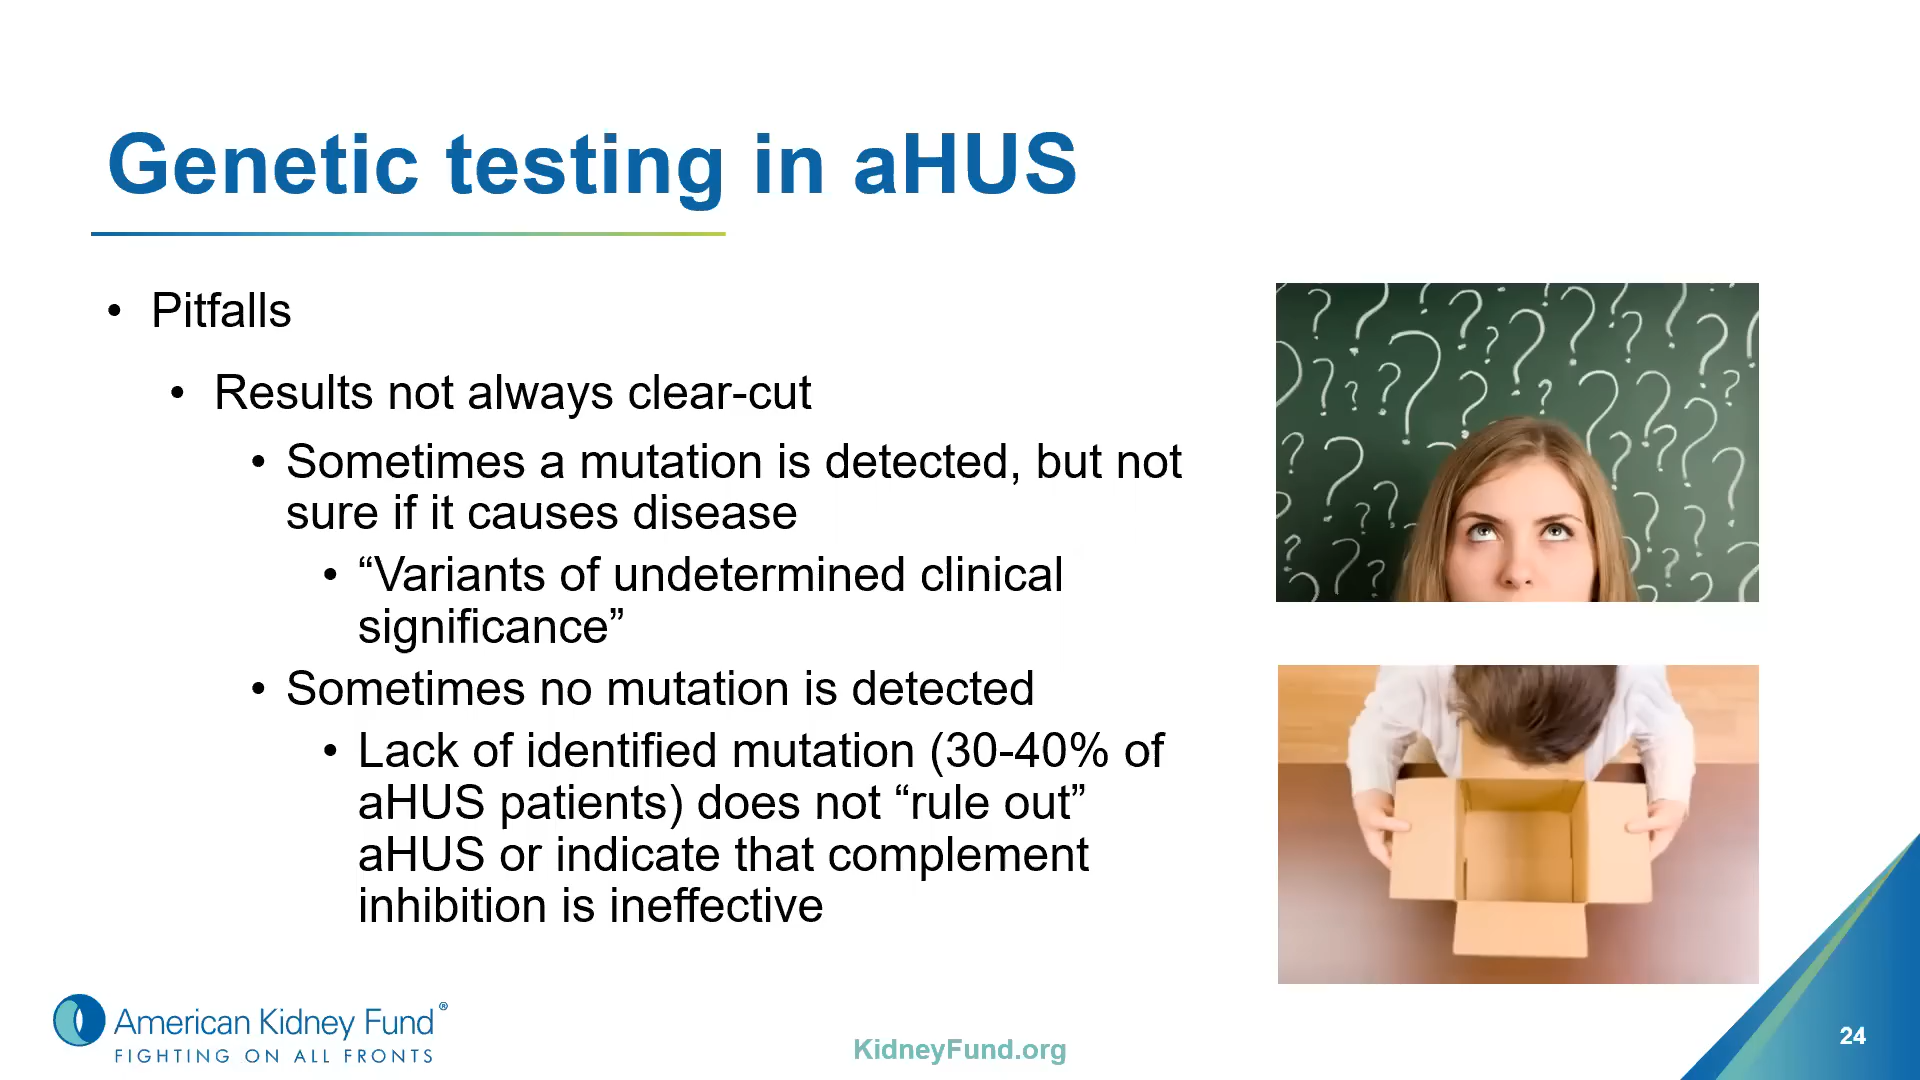 Genetic testing in aHUS
• Pitfalls
• Results not always clear-cut
• Sometimes a mutation is detected, but not
sure if it causes disease
• “Variants of undetermined clinical
significance”
• Sometimes no mutation is detected
• Lack of identified mutation (30-40% of
aHUS patients) does not “rule out”
aHUS or indicate that complement
inhibition is ineffective
American Kidney Fund®
FIGHTING ON ALL FRONTS
KidneyFund.org
24